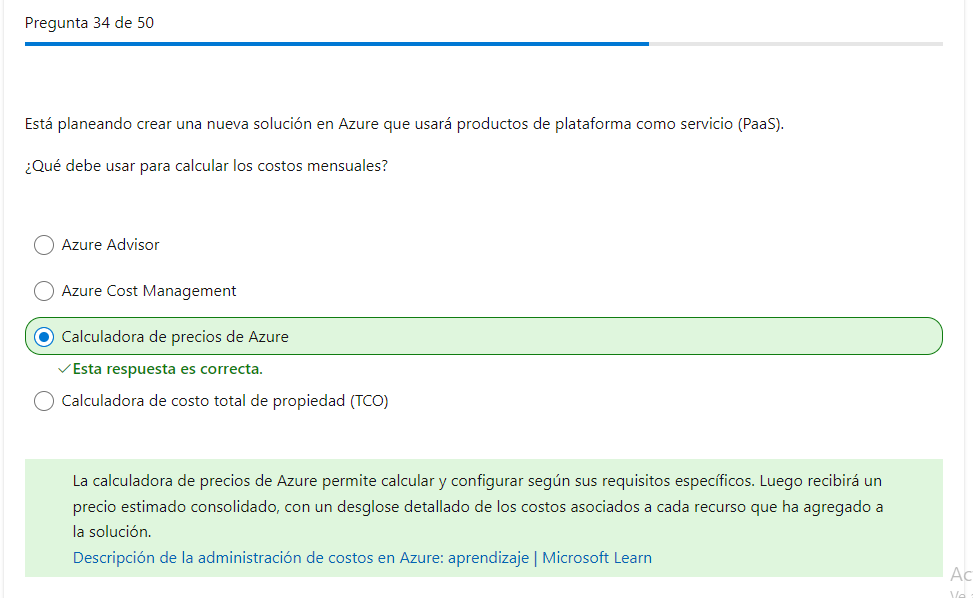 Pregunta 34 de 50
Está planeando crear una nueva solución en Azure que usará productos de plataforma como servicio (PaaS).
¿Qué debe usar para calcular los costos mensuales?
Azure Advisor
Azure Cost Management
Calculadora de precios de Azure
Esta respuesta es correcta.
Calculadora de costo total de propiedad (TCO)
La calculadora de precios de Azure permite calcular y configurar según sus requisitos específicos. Luego recibirá un
precio estimado consolidado, con un desglose detallado de los costos asociados a cada recurso que ha agregado a
la solución.
Descripción de la administración de costos en Azure: aprendizaje | Microsoft Learn
Ac